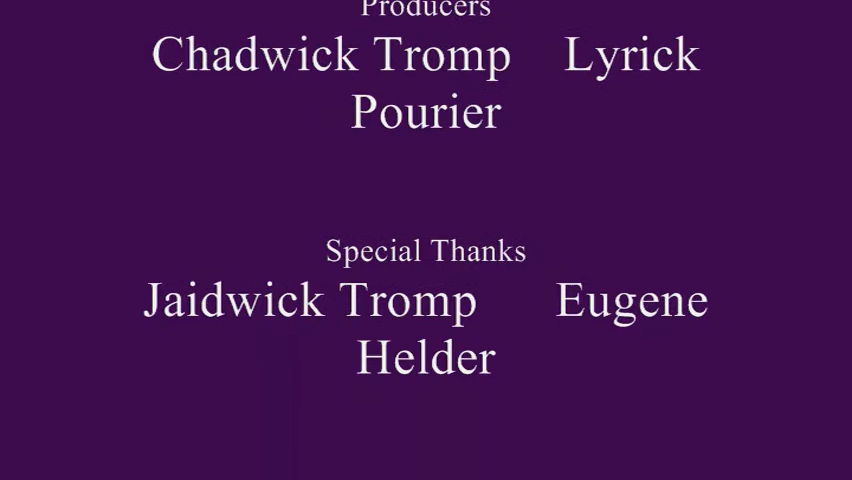 Producers
Chadwick Tromp Lyrick
Pourier
Special Thanks
Jaidwick Tromp Eugene
Helder